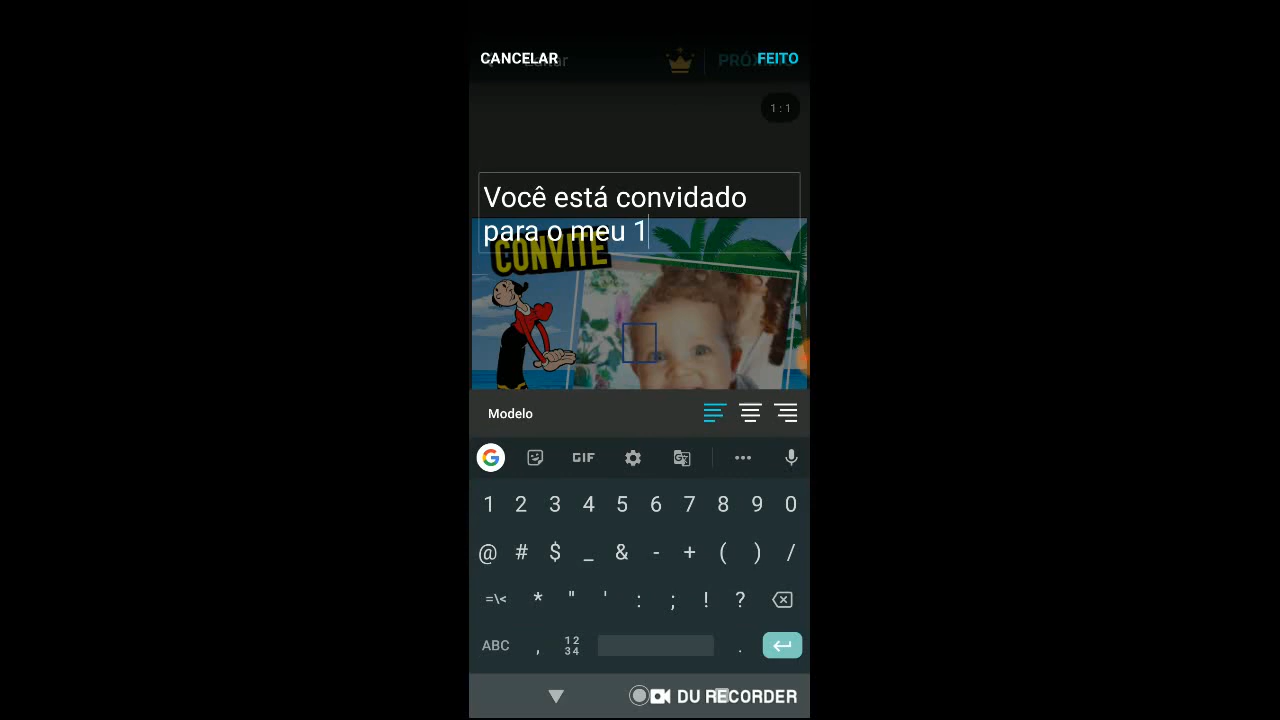 CANCELAR
FEITO
1:1
Você está convidado
para o meu 1
CONVITE
Modelo
GIF
1 2 3 4 5 6 7 8 9 0
@ # $ _ & - + ( ) /
=\< * " ' : ; ! ?
ABC , 12 34 .
DU RECORDER